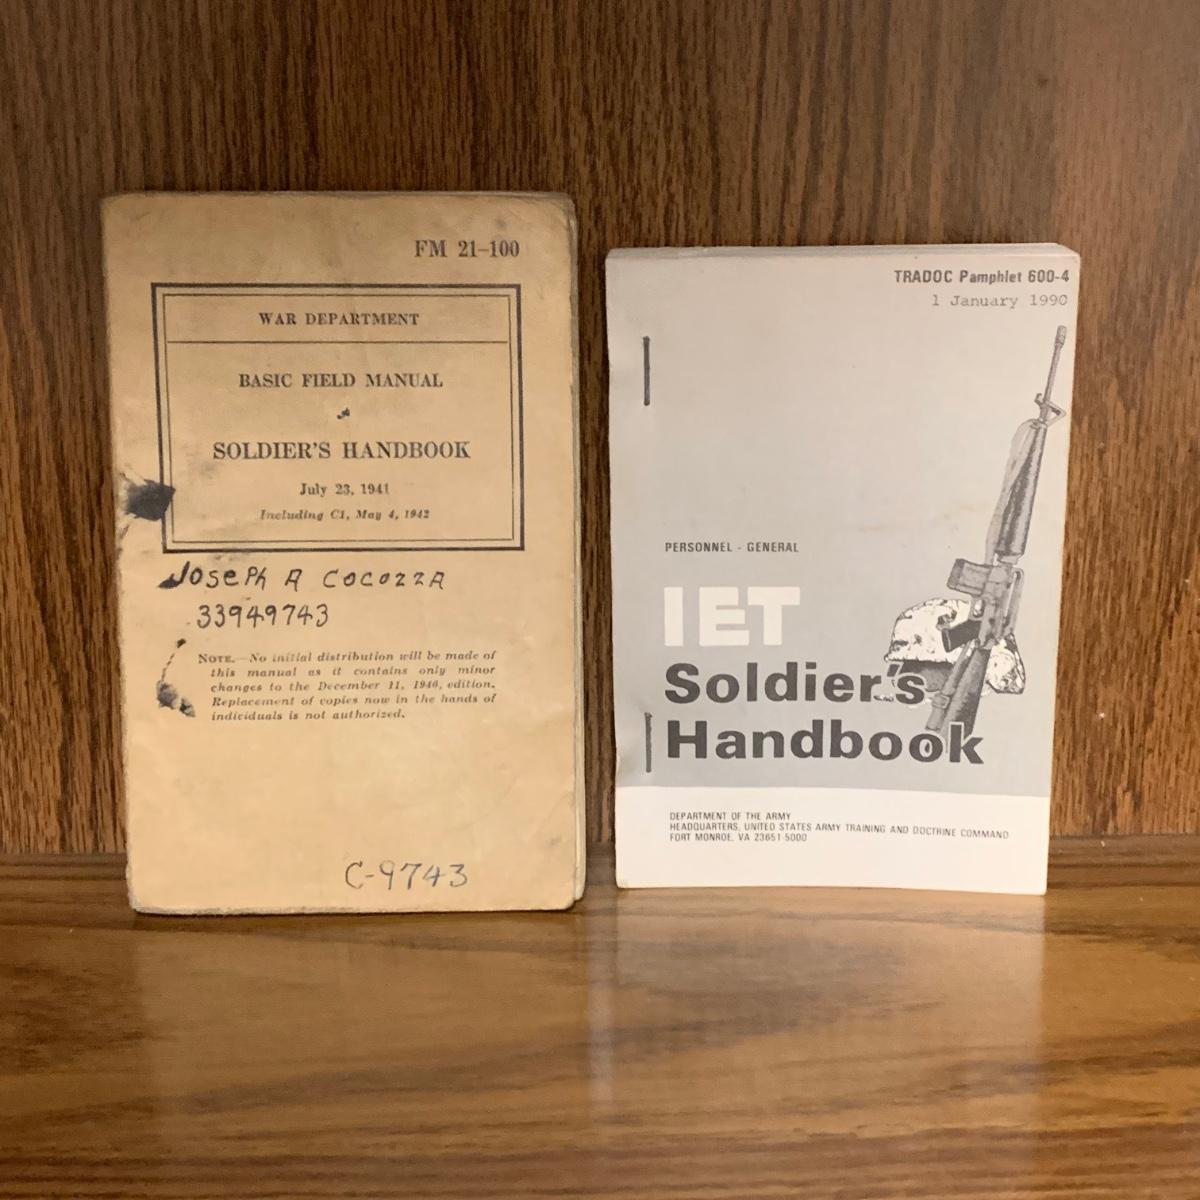 FM 21–100
WAR DEPARTMENT
BASIC FIELD MANUAL
SOLDIER'S HANDBOOK
July 23, 1941
Including C1, May 4, 1942
JOSEPH A COCOZZA
33949743
NOTE.—No initial distribution will be made of
this manual as it contains only minor
changes to the December 11, 1940, edition.
Replacement of copies now in the hands of
individuals is not authorized.
C-9743
TRADOC Pamphlet 600-4
1 January 1990
PERSONNEL - GENERAL
IET
Soldier's
Handbook
DEPARTMENT OF THE ARMY
HEADQUARTERS, UNITED STATES ARMY TRAINING AND DOCTRINE COMMAND
FORT MONROE, VA 23651-5000